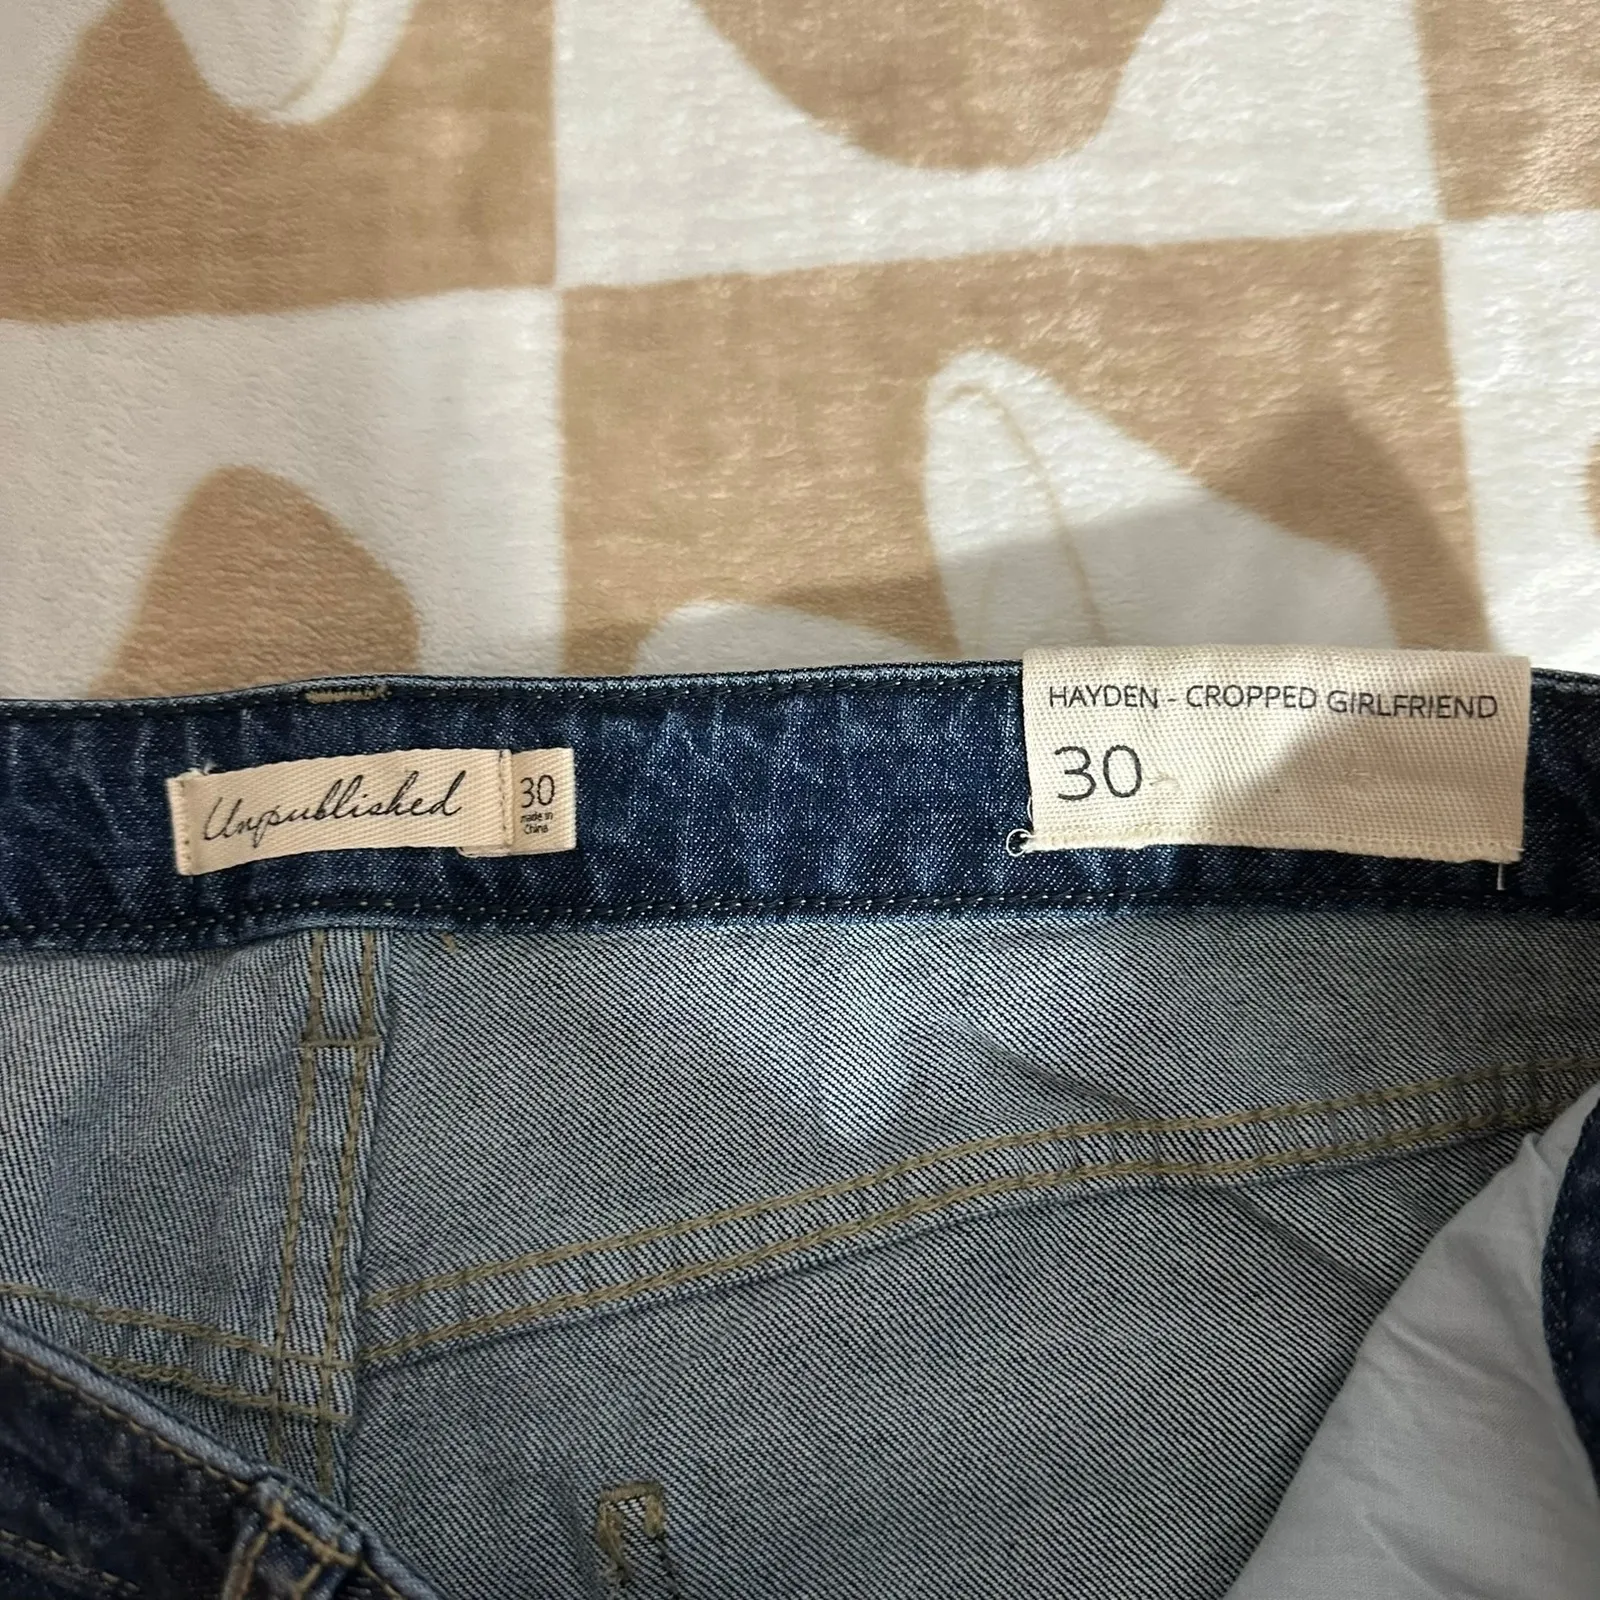 Unpublished
30
made in
China
HAYDEN - CROPPED GIRLFRIEND
30